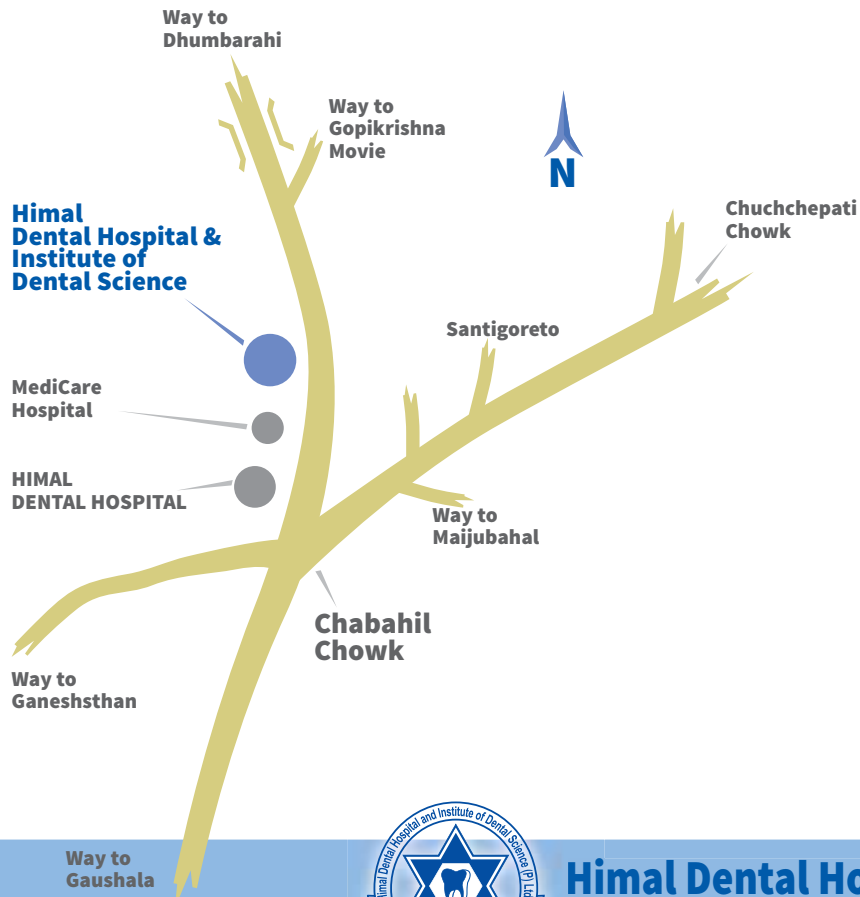 Way to
Dhumbarahi
Way to
Gopikrishna
Movie
N
Himal
Dental Hospital &
Institute of
Dental Science
Chuchchepati
Chowk
Santigoreto
MediCare
Hospital
HIMAL
DENTAL HOSPITAL
Way to
Maijubahal
Chabahil
Chowk
Way to
Ganeshsthan
Way to
Gaushala
Himal Dental Hospital and Institute of Dental Science (P) Ltd
Himal Dental Ho